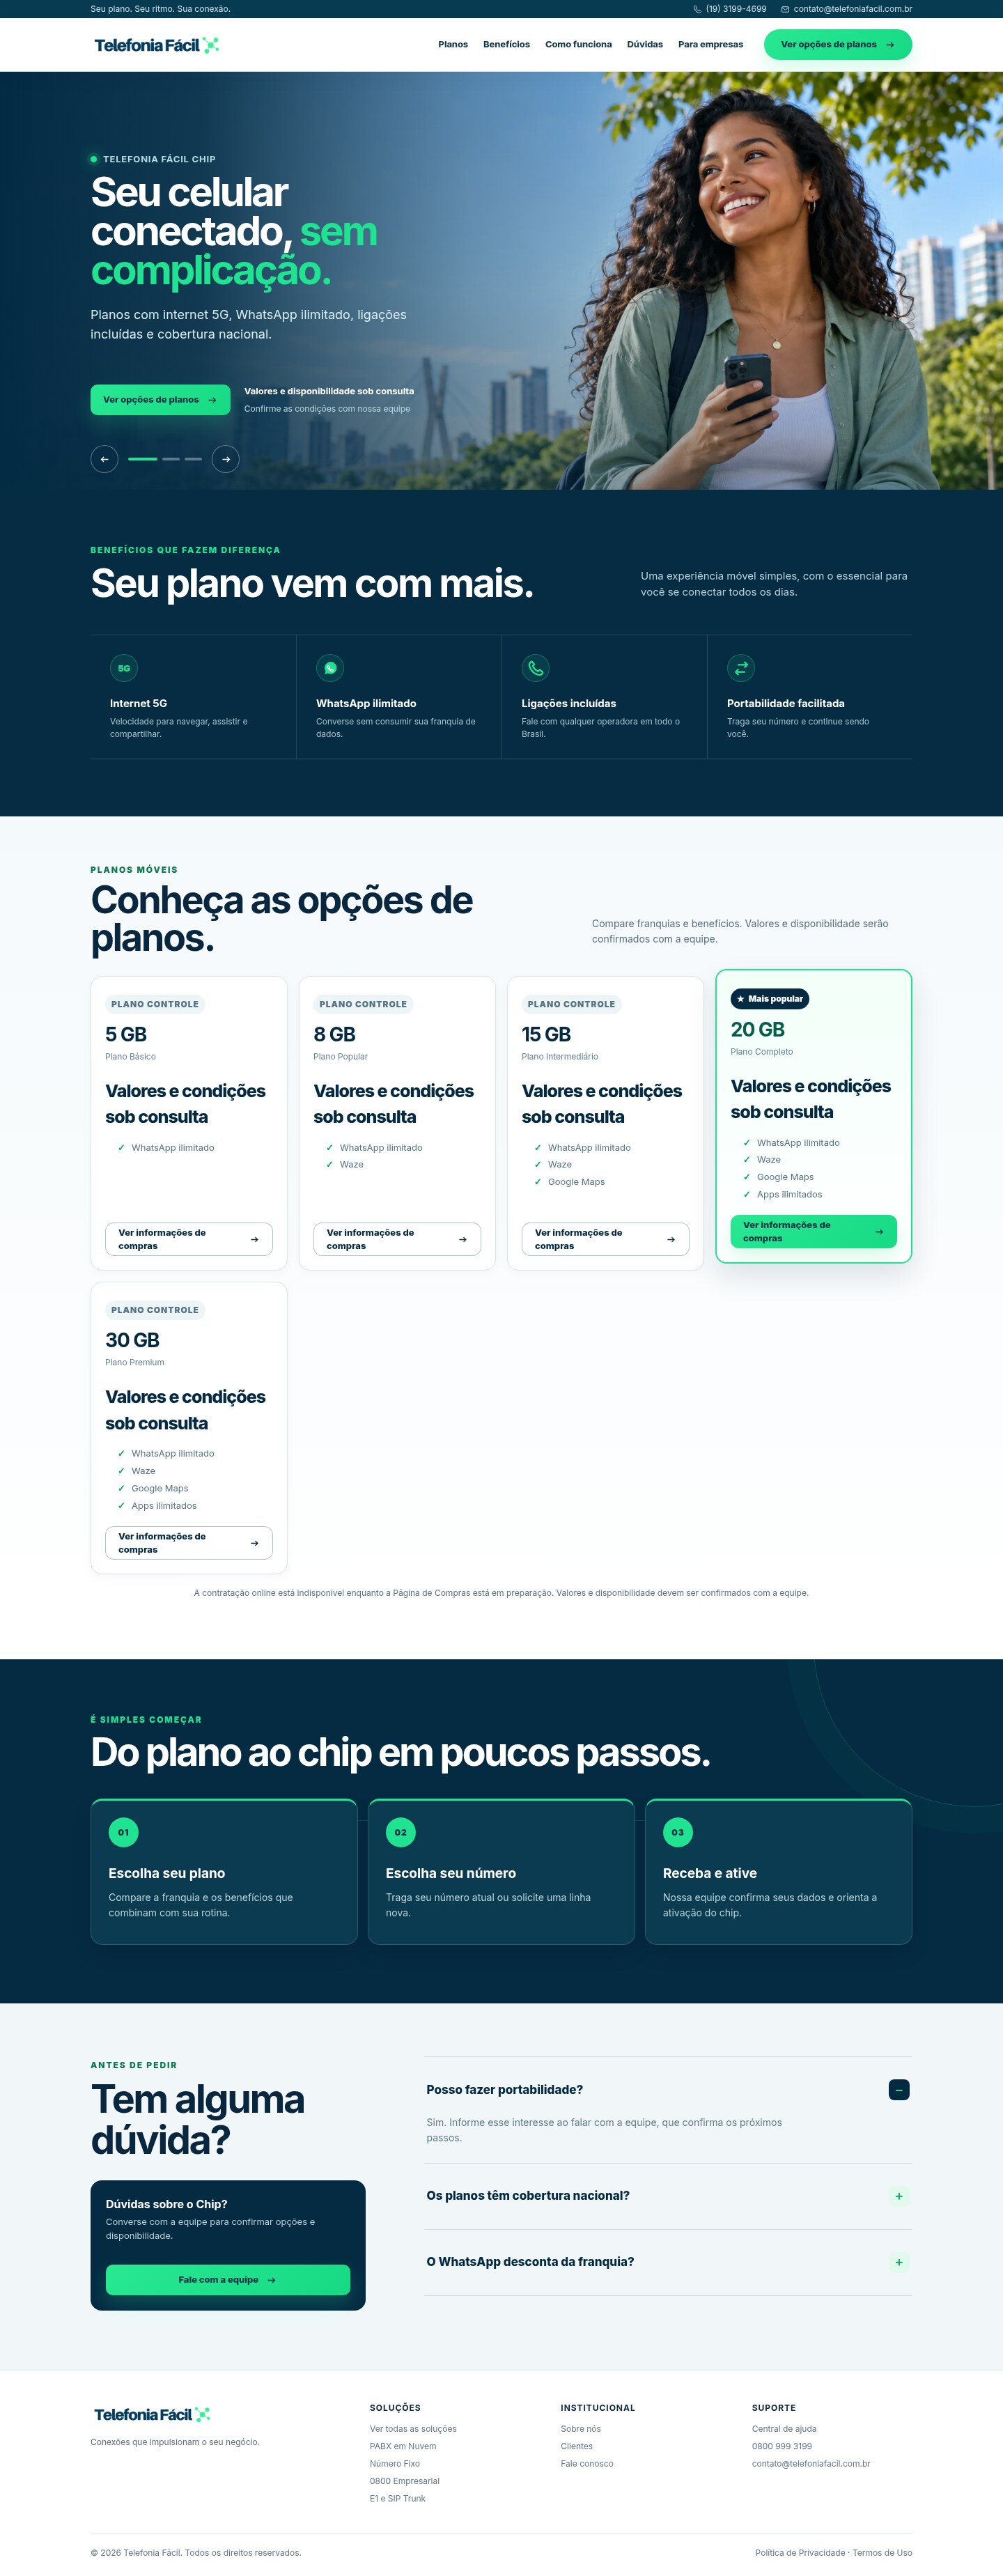 Seu plano. Seu ritmo. Sua conexão.
(19) 3199-4699
contato@telefoniafacil.com.br
Telefonia Fácil
Planos
Benefícios
Como funciona
Dúvidas
Para empresas
Ver opções de planos →
TELEFONIA FÁCIL CHIP
Seu celular
conectado, sem
complicação.
Planos com internet 5G, WhatsApp ilimitado, ligações
incluídas e cobertura nacional.
Ver opções de planos →
Valores e disponibilidade sob consulta
Confirme as condições com nossa equipe
← →
BENEFÍCIOS QUE FAZEM DIFERENÇA
Seu plano vem com mais.
Uma experiência móvel simples, com o essencial para
você se conectar todos os dias.
5G
Internet 5G
Velocidade para navegar, assistir e
compartilhar.
WhatsApp ilimitado
Converse sem consumir sua franquia de
dados.
Ligações incluídas
Fale com qualquer operadora em todo o
Brasil.
Portabilidade facilitada
Traga seu número e continue sendo
você.
PLANOS MÓVEIS
Conheça as opções de
planos.
Compare franquias e benefícios. Valores e disponibilidade serão
confirmados com a equipe.
PLANO CONTROLE
5 GB
Plano Básico
Valores e condições
sob consulta
✓ WhatsApp ilimitado
Ver informações de
compras →
PLANO CONTROLE
8 GB
Plano Popular
Valores e condições
sob consulta
✓ WhatsApp ilimitado
✓ Waze
Ver informações de
compras →
PLANO CONTROLE
15 GB
Plano Intermediário
Valores e condições
sob consulta
✓ WhatsApp ilimitado
✓ Waze
✓ Google Maps
Ver informações de
compras →
★ Mais popular
20 GB
Plano Completo
Valores e condições
sob consulta
✓ WhatsApp ilimitado
✓ Waze
✓ Google Maps
✓ Apps ilimitados
Ver informações de
compras →
PLANO CONTROLE
30 GB
Plano Premium
Valores e condições
sob consulta
✓ WhatsApp ilimitado
✓ Waze
✓ Google Maps
✓ Apps ilimitados
Ver informações de
compras →
A contratação online está indisponível enquanto a Página de Compras está em preparação. Valores e disponibilidade devem ser confirmados com a equipe.
É SIMPLES COMEÇAR
Do plano ao chip em poucos passos.
01
Escolha seu plano
Compare a franquia e os benefícios que
combinam com sua rotina.
02
Escolha seu número
Traga seu número atual ou solicite uma linha
nova.
03
Receba e ative
Nossa equipe confirma seus dados e orienta a
ativação do chip.
ANTES DE PEDIR
Tem alguma
dúvida?
Dúvidas sobre o Chip?
Converse com a equipe para confirmar opções e
disponibilidade.
Fale com a equipe →
Posso fazer portabilidade? −
Sim. Informe esse interesse ao falar com a equipe, que confirma os próximos
passos.
Os planos têm cobertura nacional? +
O WhatsApp desconta da franquia? +
Telefonia Fácil
Conexões que impulsionam o seu negócio.
SOLUÇÕES
Ver todas as soluções
PABX em Nuvem
Número Fixo
0800 Empresarial
E1 e SIP Trunk
INSTITUCIONAL
Sobre nós
Clientes
Fale conosco
SUPORTE
Central de ajuda
0800 999 3199
contato@telefoniafacil.com.br
© 2026 Telefonia Fácil. Todos os direitos reservados.
Política de Privacidade · Termos de Uso